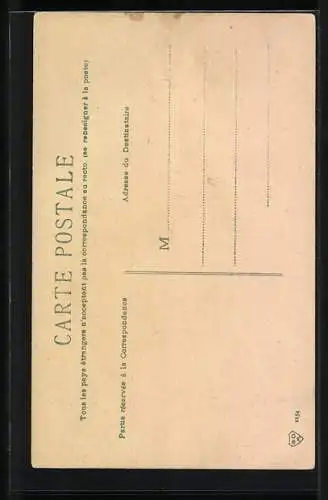 CARTE POSTALE
Tous les pays étrangers n'acceptent pas la correspondance au recto (se renseigner à la poste)
Partie réservée à la Correspondance
Adresse du Destinataire
M